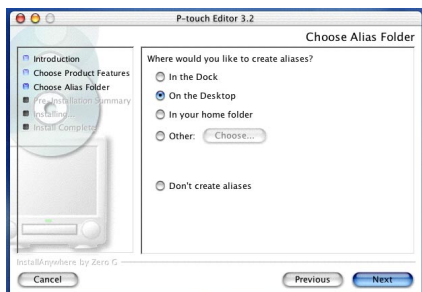 P-touch Editor 3.2
Choose Alias Folder
Introduction
Choose Product Features
Choose Alias Folder
Pre-Installation Summary
Installing...
Install Complete
Where would you like to create aliases?
In the Dock
On the Desktop
In your home folder
Other: Choose...
Don't create aliases
InstallAnywhere by Zero G
Cancel
Previous
Next